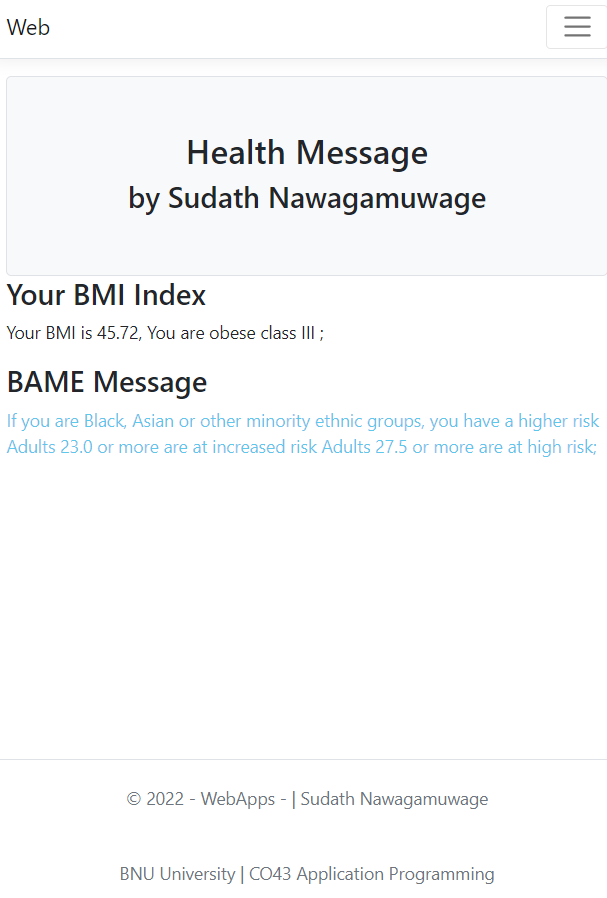 Web
Health Message
by Sudath Nawagamuwage
Your BMI Index
Your BMI is 45.72, You are obese class III ;
BAME Message
If you are Black, Asian or other minority ethnic groups, you have a higher risk
Adults 23.0 or more are at increased risk Adults 27.5 or more are at high risk;
© 2022 - WebApps - | Sudath Nawagamuwage
BNU University | CO43 Application Programming